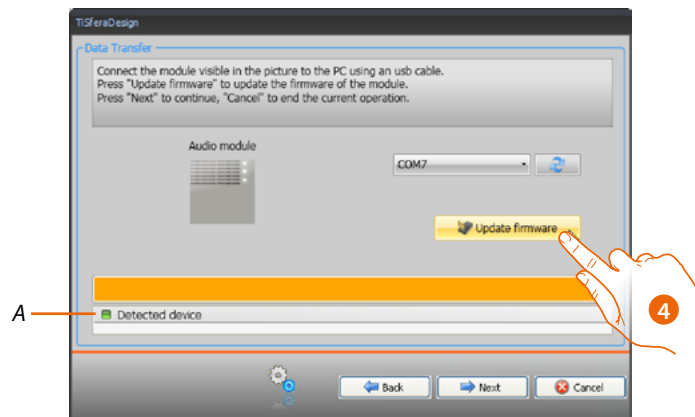 TiSferaDesign
Data Transfer
Connect the module visible in the picture to the PC using an usb cable.
Press "Update firmware" to update the firmware of the module.
Press "Next" to continue, "Cancel" to end the current operation.
Audio module
COM7
Update firmware
4
A
Detected device
Back
Next
Cancel